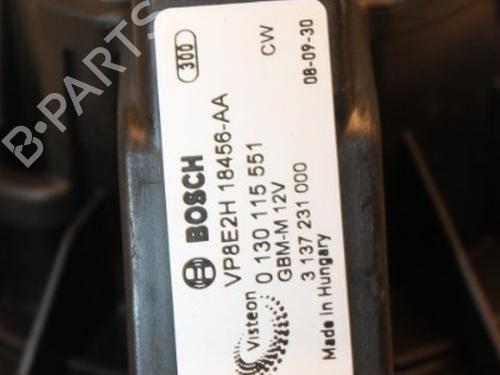 300
CW
08-09-30
BOSCH
VP8E2H 18456-AA
0 130 115 551
GBM-M 12V
3 137 231 000
Visteon
Made in Hungary
B-PARTS